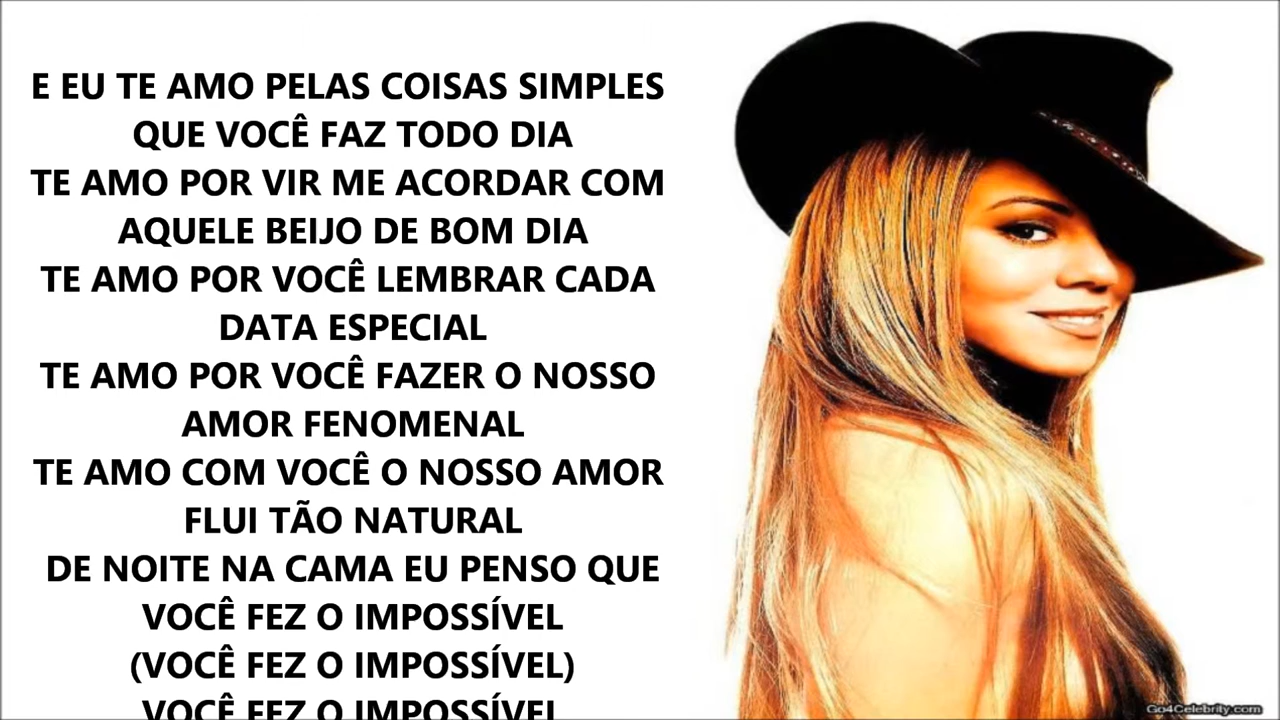 E EU TE AMO PELAS COISAS SIMPLES
QUE VOCÊ FAZ TODO DIA
TE AMO POR VIR ME ACORDAR COM
AQUELE BEIJO DE BOM DIA
TE AMO POR VOCÊ LEMBRAR CADA
DATA ESPECIAL
TE AMO POR VOCÊ FAZER O NOSSO
AMOR FENOMENAL
TE AMO COM VOCÊ O NOSSO AMOR
FLUI TÃO NATURAL
DE NOITE NA CAMA EU PENSO QUE
VOCÊ FEZ O IMPOSSÍVEL
(VOCÊ FEZ O IMPOSSÍVEL)
VOCÊ FEZ O IMPOSSÍVEL
Go4Celebrity.com